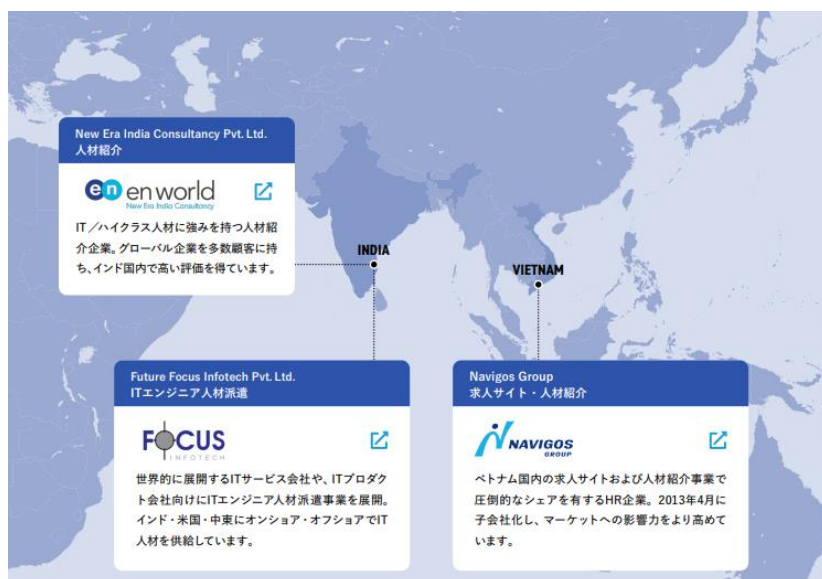 New Era India Consultancy Pvt. Ltd.
人材紹介
en en world
New Era India Consultancy
IT／ハイクラス人材に強みを持つ人材紹
介企業。グローバル企業を多数顧客に持
ち、インド国内で高い評価を得ています。
INDIA
VIETNAM
Future Focus Infotech Pvt. Ltd.
ITエンジニア人材派遣
FOCUS
INFOTECH
世界的に展開するITサービス会社や、ITプロダク
ト会社向けにITエンジニア人材派遣事業を展開。
インド・米国・中東にオンショア・オフショアでIT
人材を供給しています。
Navigos Group
求人サイト・人材紹介
NAVIGOS
GROUP
ベトナム国内の求人サイトおよび人材紹介事業で
圧倒的なシェアを有するHR企業。2013年4月に
子会社化し、マーケットへの影響力をより高めて
います。